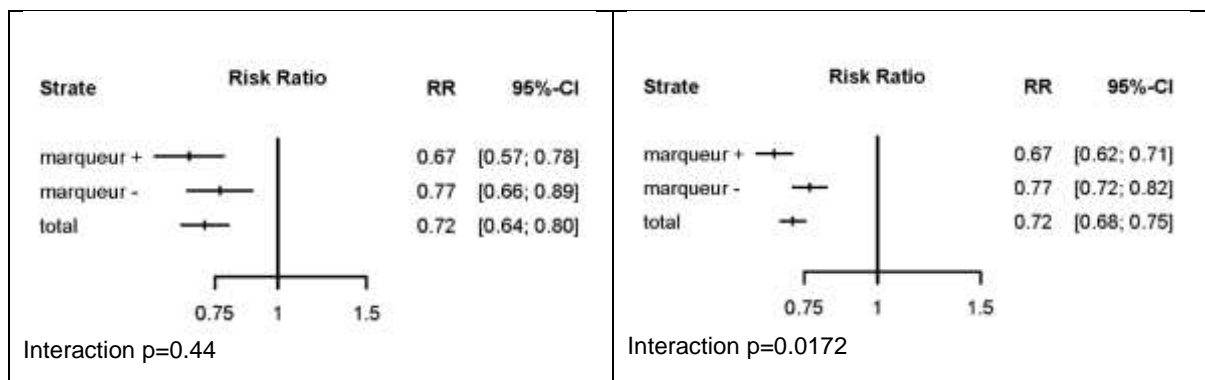 Strate Risk Ratio RR 95%-CI
marqueur + 0.67 [0.57; 0.78]
marqueur - 0.77 [0.66; 0.89]
total 0.72 [0.64; 0.80]
0.75 1 1.5
Interaction p=0.44
Strate Risk Ratio RR 95%-CI
marqueur + 0.67 [0.62; 0.71]
marqueur - 0.77 [0.72; 0.82]
total 0.72 [0.68; 0.75]
0.75 1 1.5
Interaction p=0.0172